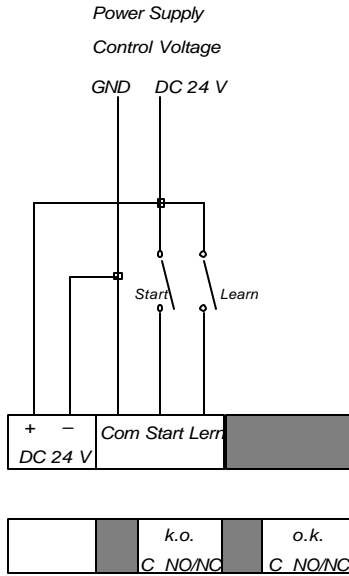 Power Supply
Control Voltage
GND DC 24 V
Start Learn
+ – Com Start Lern
DC 24 V
k.o. o.k.
C NO/NC C NO/NC